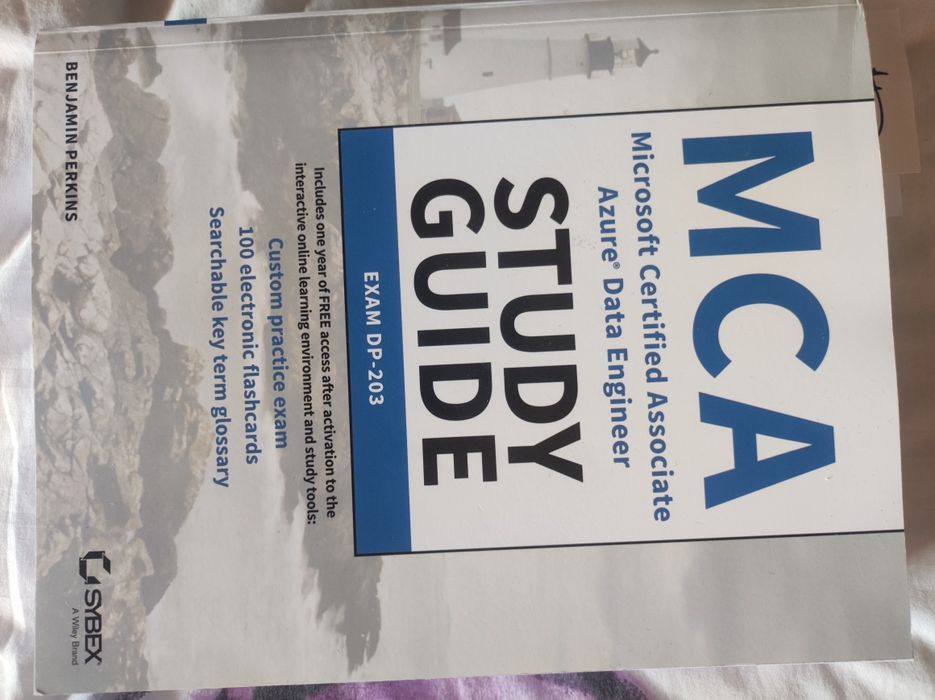 MCA
Microsoft Certified Associate
Azure® Data Engineer
STUDY
GUIDE
EXAM DP-203
Includes one year of FREE access after activation to the
interactive online learning environment and study tools:
Custom practice exam
100 electronic flashcards
Searchable key term glossary
BENJAMIN PERKINS
SYBEX
A Wiley Brand